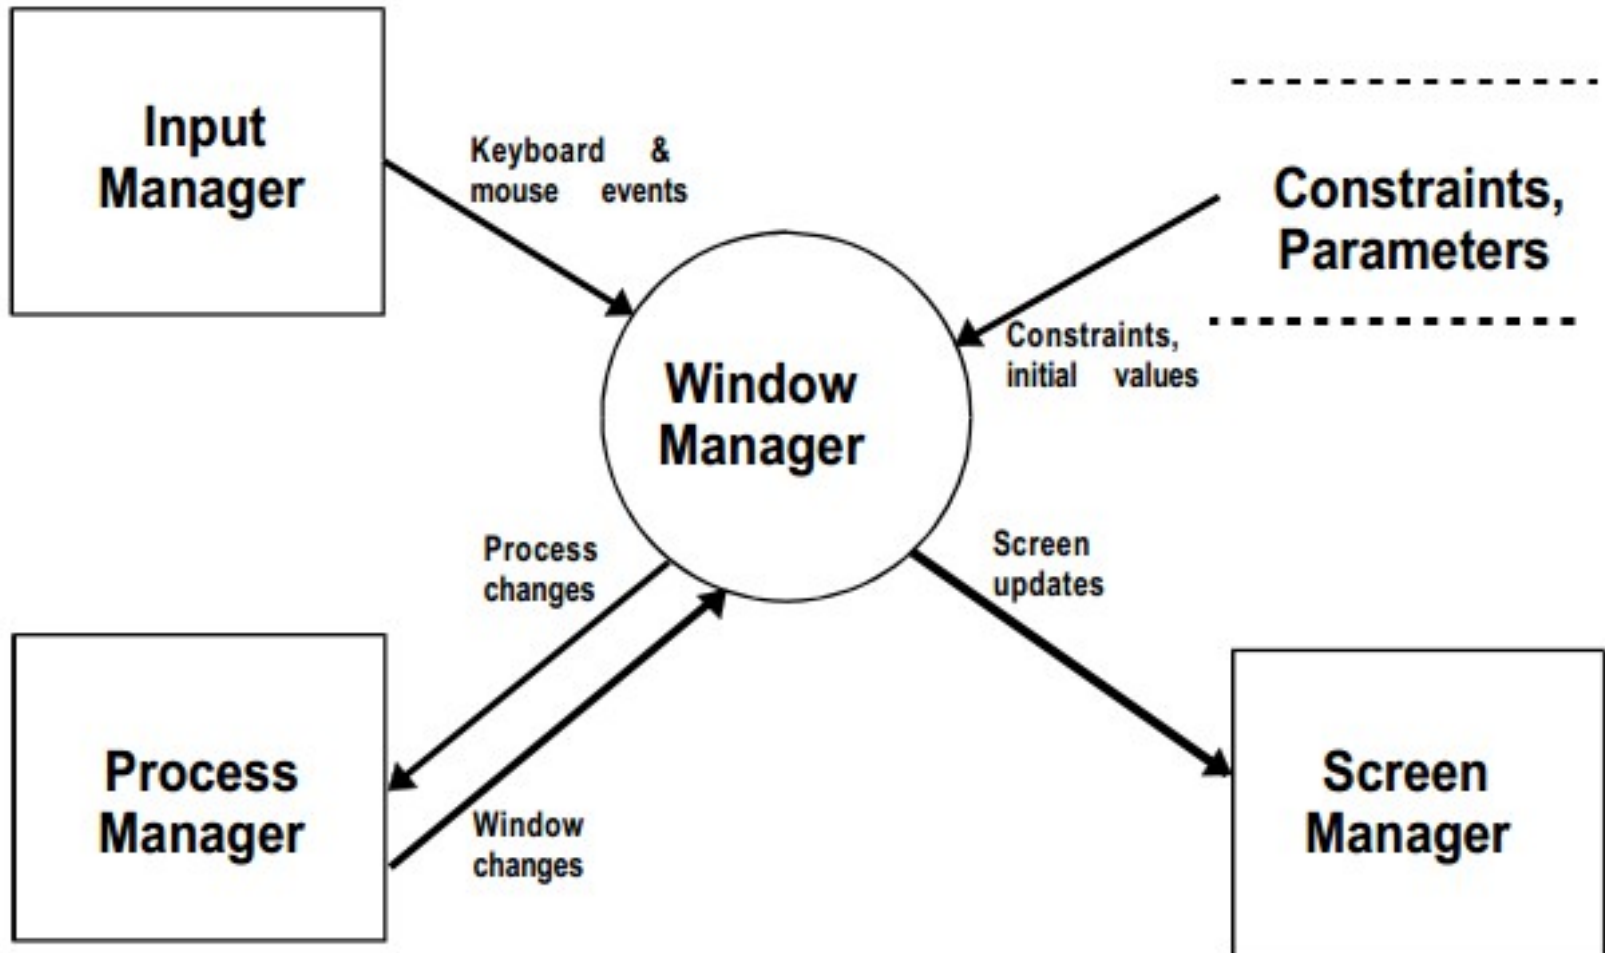 Input
Manager
Keyboard &
mouse events
Constraints,
Parameters
Constraints,
initial values
Window
Manager
Process
changes
Screen
updates
Process
Manager
Window
changes
Screen
Manager